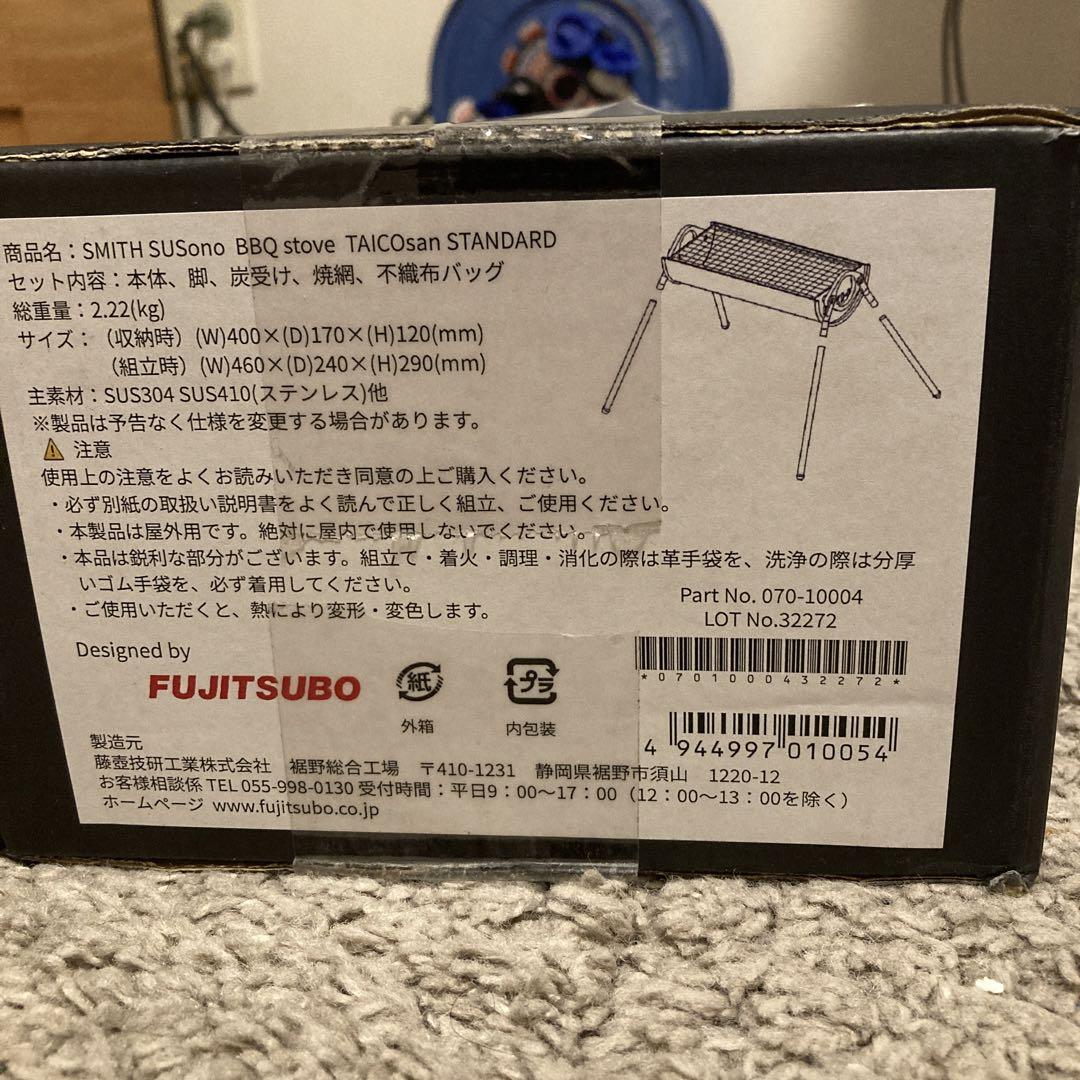 商品名：SMITH SUSono BBQ stove TAICOsan STANDARD
セット内容：本体、脚、炭受け、焼網、不織布バッグ
総重量：2.22(kg)
サイズ：（収納時）(W)400×(D)170×(H)120(mm)
（組立時）(W)460×(D)240×(H)290(mm)
主素材：SUS304 SUS410(ステンレス)他
※製品は予告なく仕様を変更する場合があります。
⚠ 注意
使用上の注意をよくお読みいただき同意の上ご購入ください。
・必ず別紙の取扱い説明書をよく読んで正しく組立、ご使用ください。
・本製品は屋外用です。絶対に屋内で使用しないでください。
・本品は鋭利な部分がございます。組立て・着火・調理・消化の際は革手袋を、洗浄の際は分厚
いゴム手袋を、必ず着用してください。
・ご使用いただくと、熱により変形・変色します。
Part No. 070-10004
LOT No.32272
*0701000432272*
4 944997 010054
Designed by
FUJITSUBO
紙
外箱
プラ
内包装
製造元
藤壺技研工業株式会社 裾野総合工場 〒410-1231 静岡県裾野市須山 1220-12
お客様相談係 TEL 055-998-0130 受付時間：平日9：00〜17：00（12：00〜13：00を除く）
ホームページ www.fujitsubo.co.jp